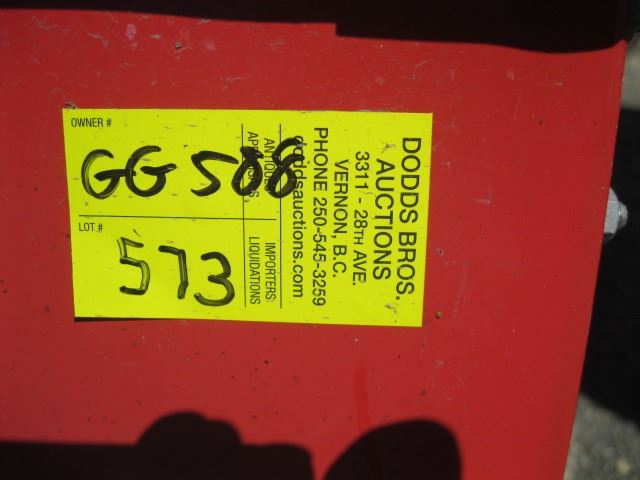 OWNER #
GG 508
LOT #
573
DODDS BROS.
AUCTIONS
3311 - 28TH AVE.
VERNON, B.C.
PHONE 250-545-3259
doddsauctions.com
ANTIQUES IMPORTERS
APPRAISALS LIQUIDATIONS